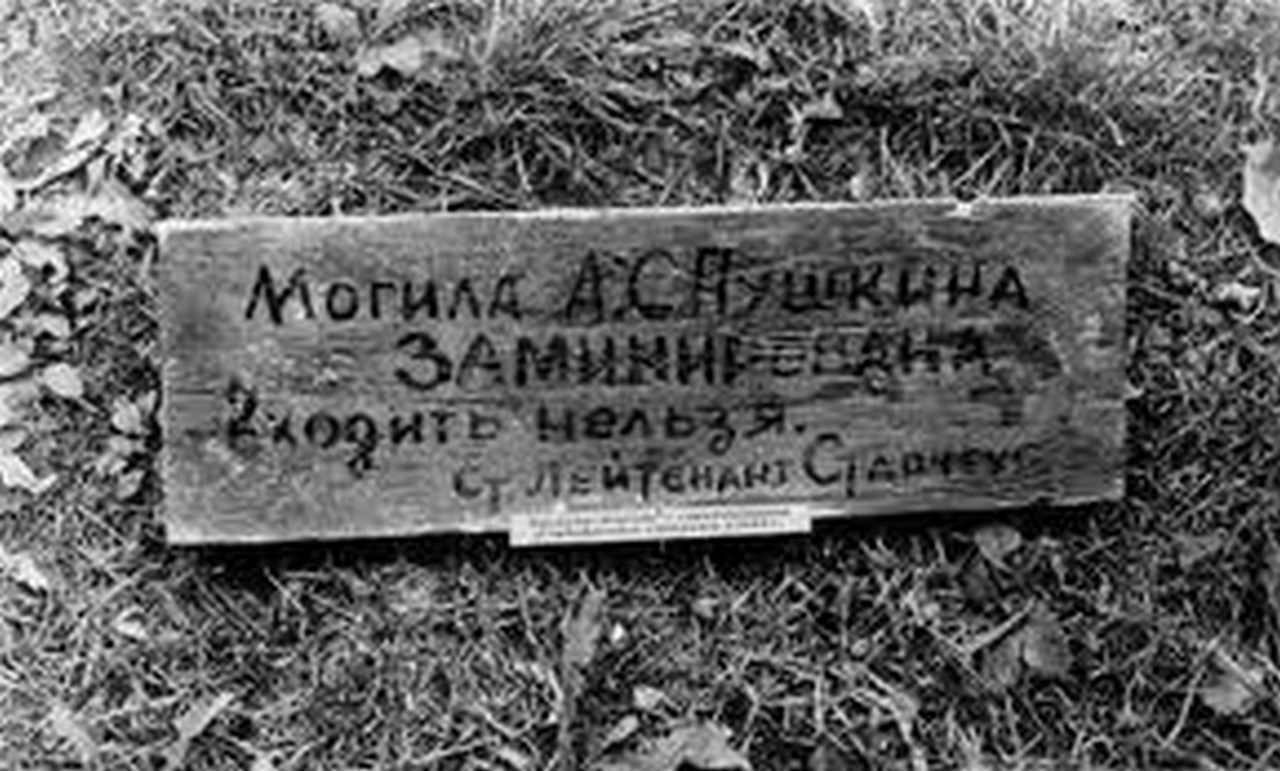 Могила А.С Пушкина
ЗАМИНИРОВАНА
Входить нельзя.
Ст лейтенант Старчеус